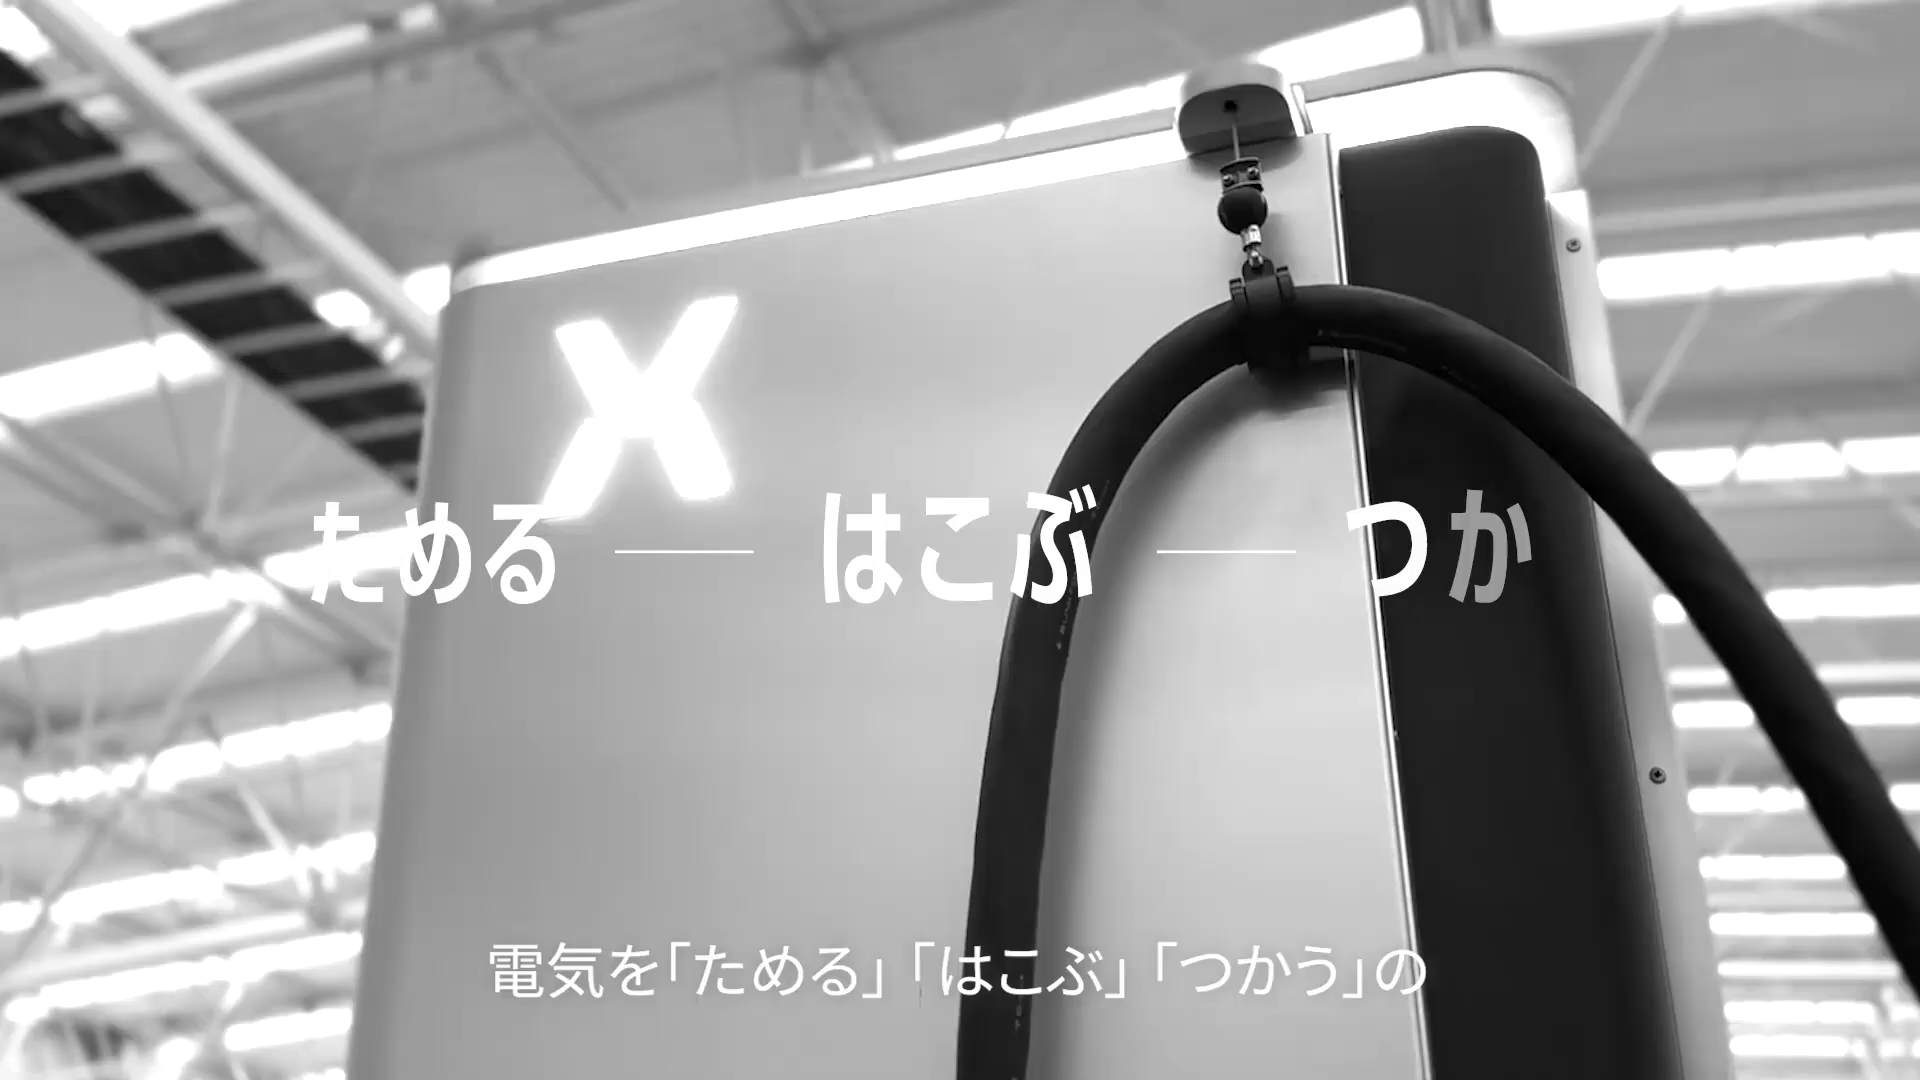 X
ためる — はこぶ — つか
電気を「ためる」「はこぶ」「つかう」の